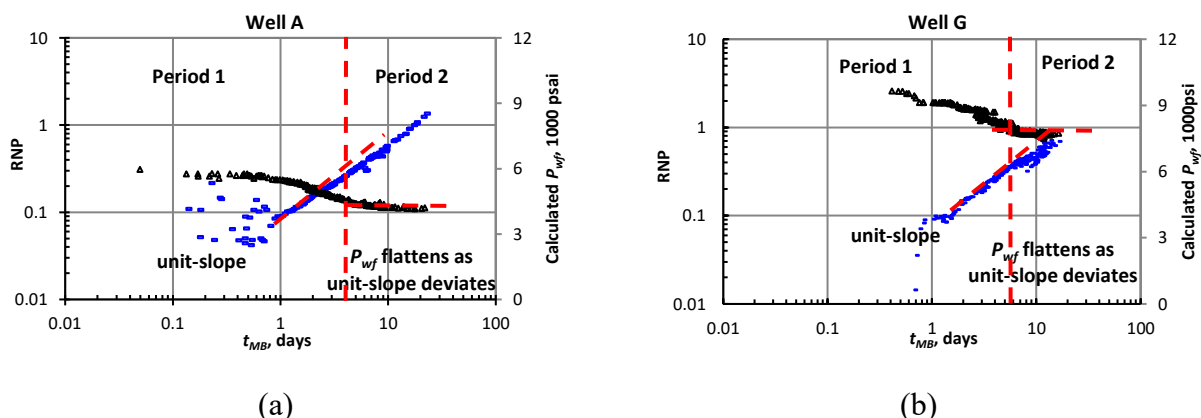 Well A
10
1
0.1
0.01
RNP
Period 1
Period 2
unit-slope
P_wf flattens as
unit-slope deviates
12
9
6
3
0
Calculated P_wf, 1000 psai
0.01
0.1
1
10
100
t_MB, days
(a)
Well G
10
1
0.1
0.01
RNP
Period 1
Period 2
unit-slope
P_wf flattens as
unit-slope deviates
12
9
6
3
0
Calculated P_wf, 1000psi
0.01
0.1
1
10
100
t_MB, days
(b)